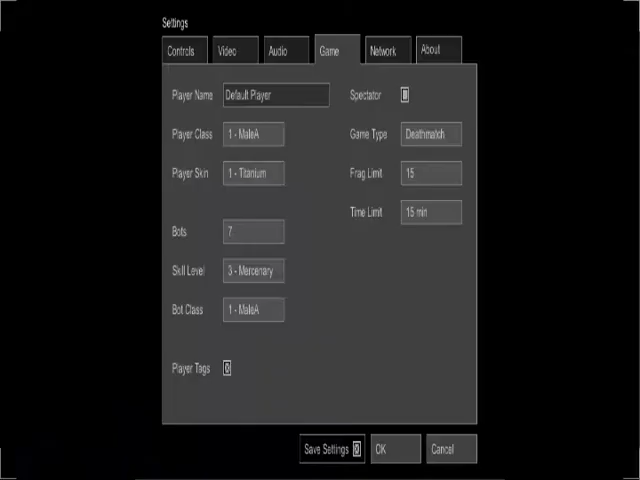 Settings
Controls Video Audio Game Network About
Player Name Default Player Spectator
Player Class 1 - MaleA Game Type Deathmatch
Player Skin 1 - Titanium Frag Limit 15
Time Limit 15 min
Bots 7
Skill Level 3 - Mercenary
Bot Class 1 - MaleA
Player Tags
Save Settings OK Cancel